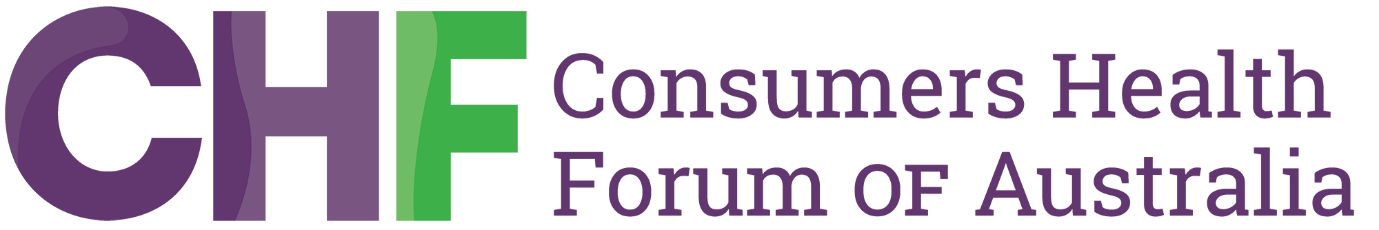 CHF
Consumers Health
Forum OF Australia